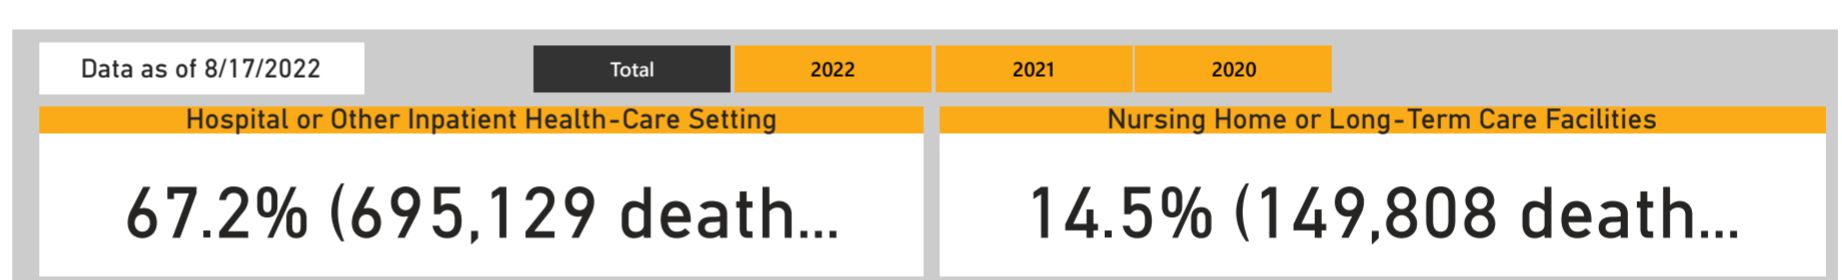 Data as of 8/17/2022
Total
2022
2021
2020
Hospital or Other Inpatient Health-Care Setting
67.2% (695,129 death...
Nursing Home or Long-Term Care Facilities
14.5% (149,808 death...